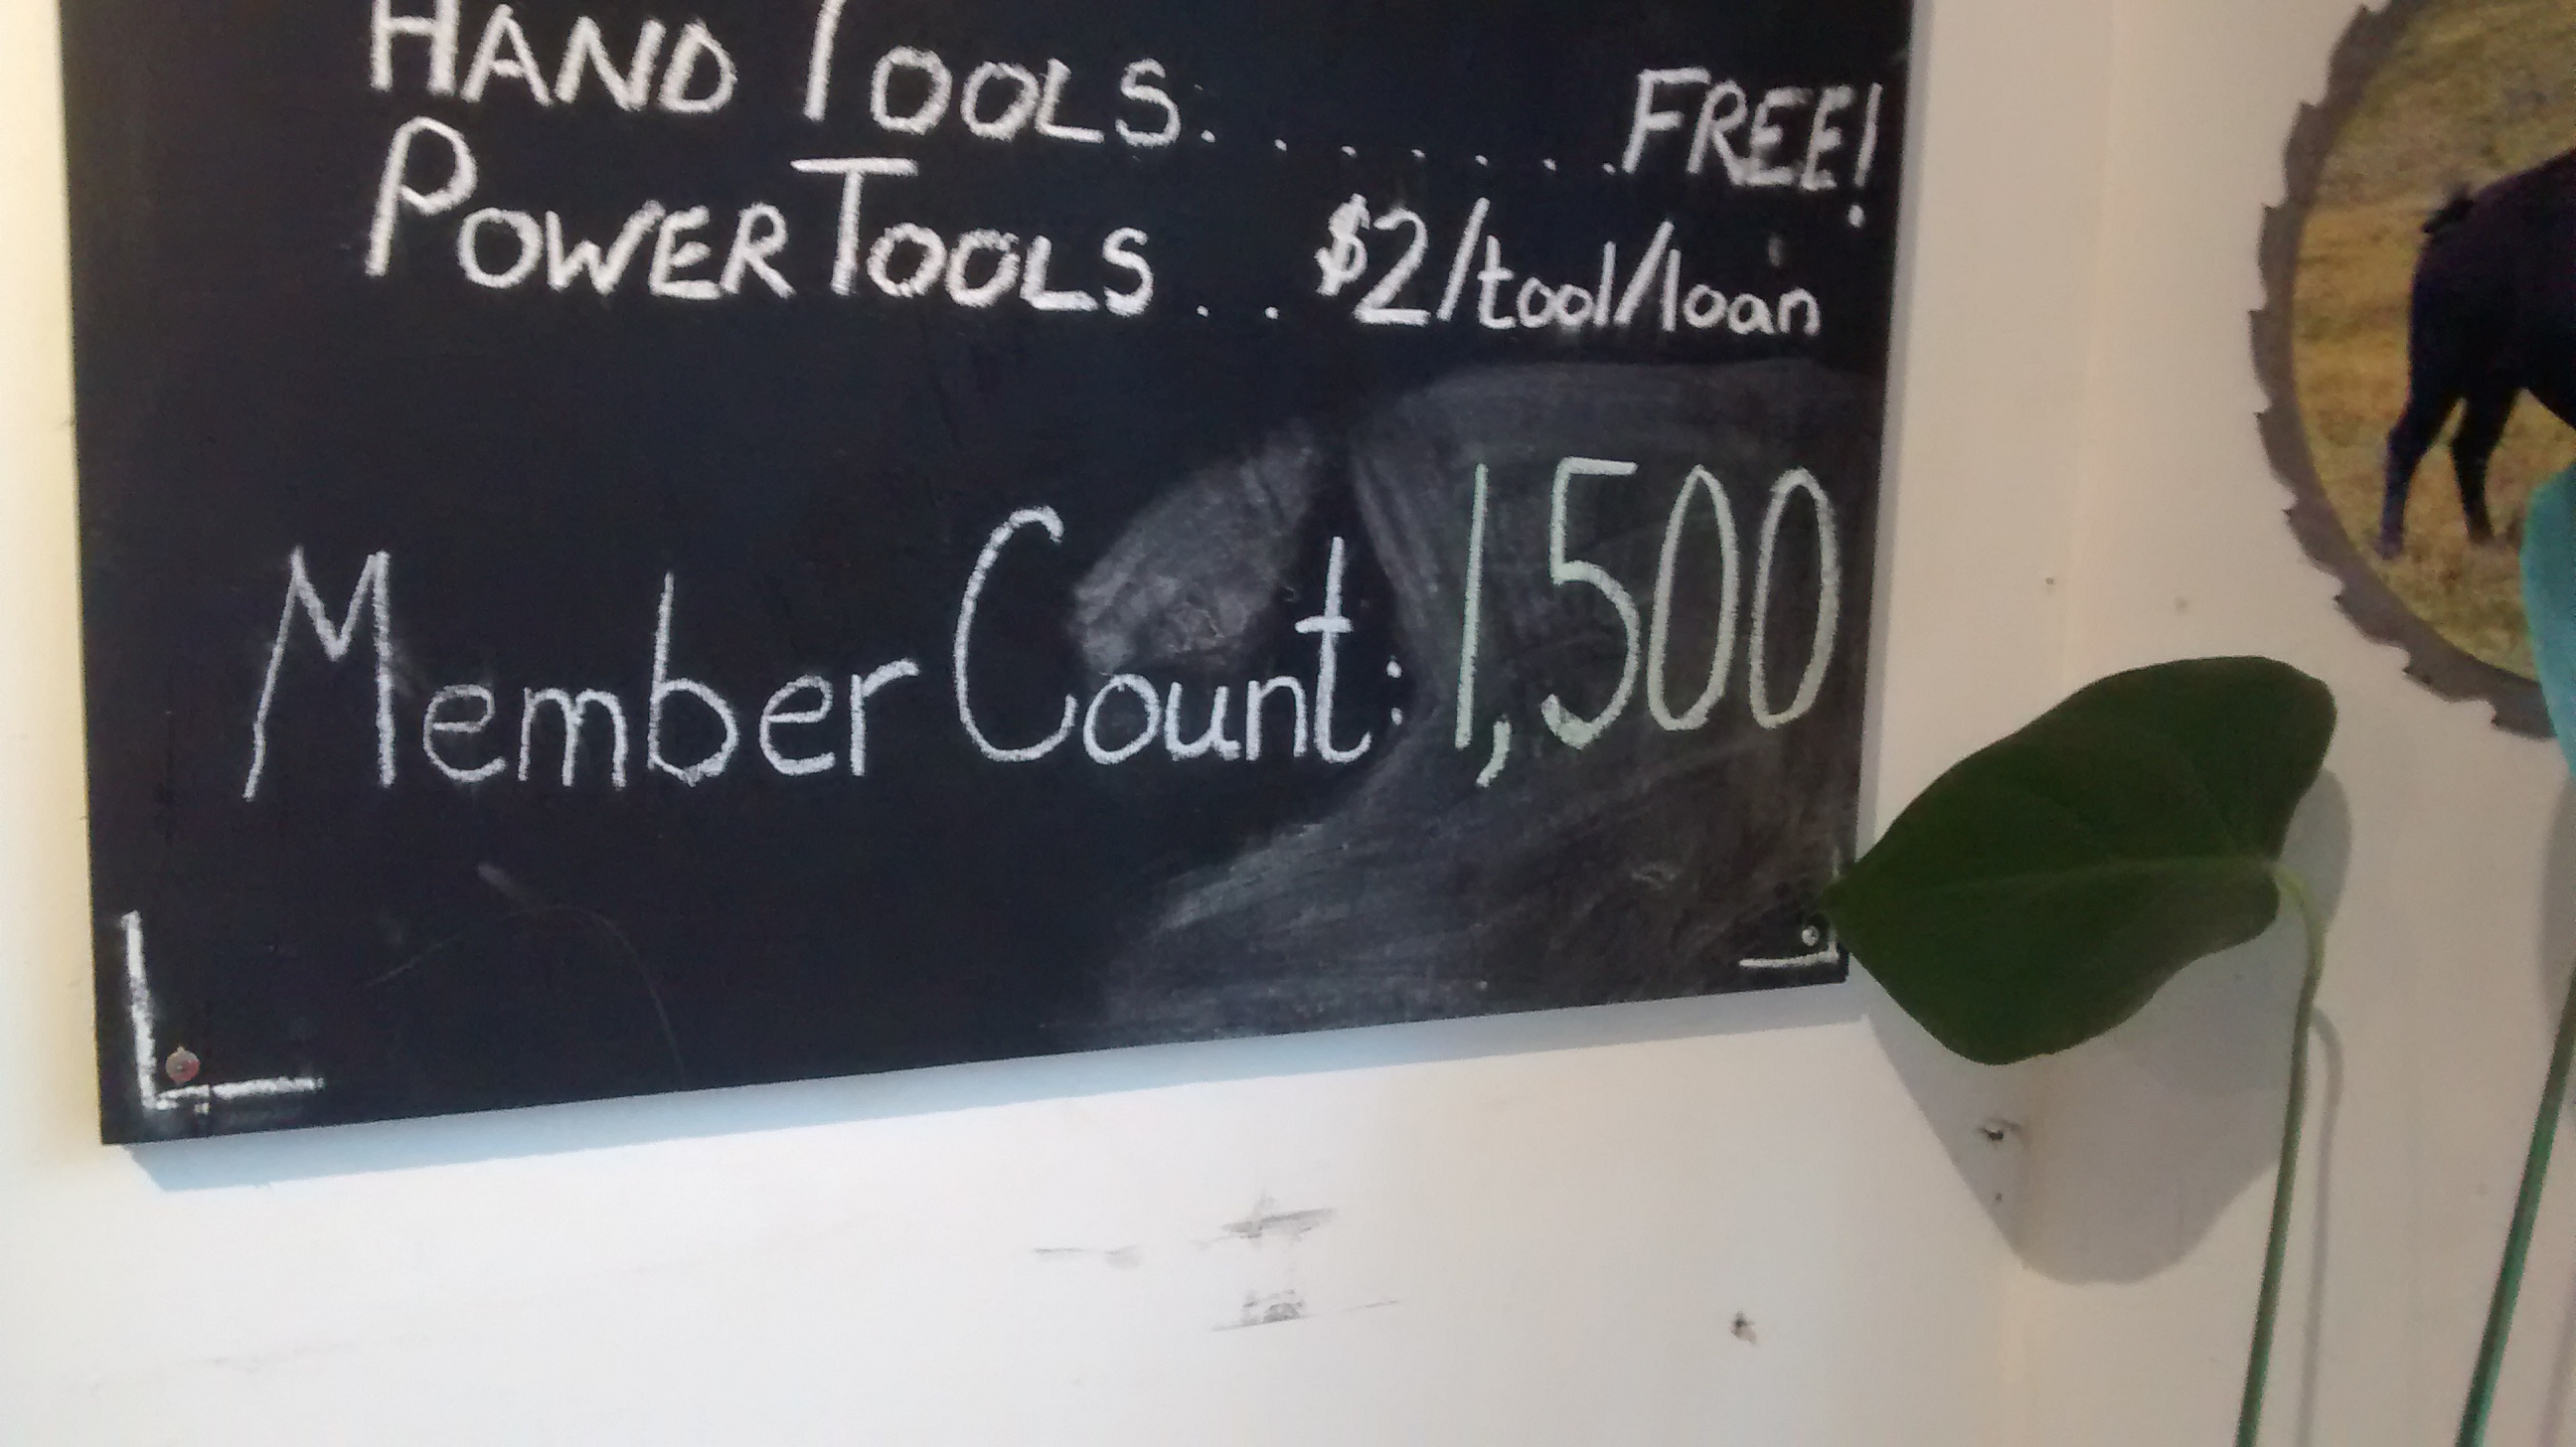 HAND TOOLS. . . . . . . FREE!
POWER TOOLS . . $2/tool/loan
Member Count: 1,500